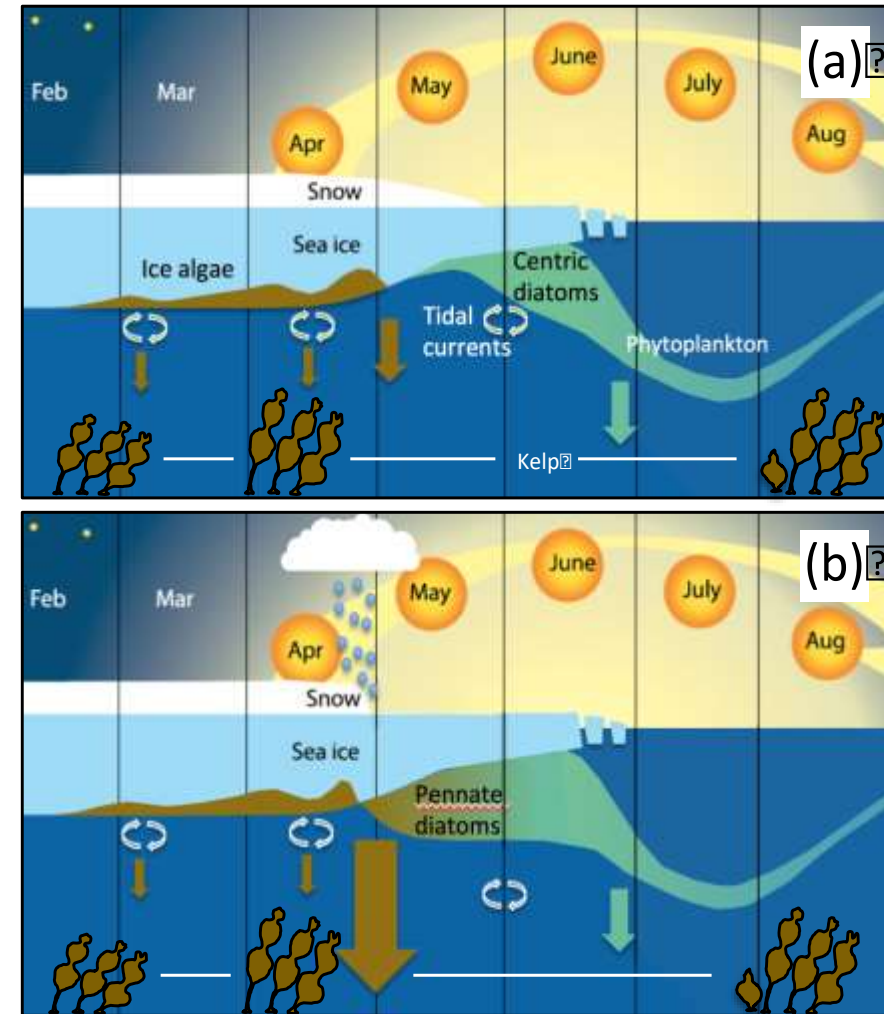 Feb
Mar
Apr
May
June
July
Aug
(a)⍰
Snow
Sea ice
Ice algae
Centric
diatoms
Tidal
currents
Phytoplankton
Kelp⍰
Feb
Mar
Apr
May
June
July
Aug
(b)⍰
Snow
Sea ice
Pennate
diatoms